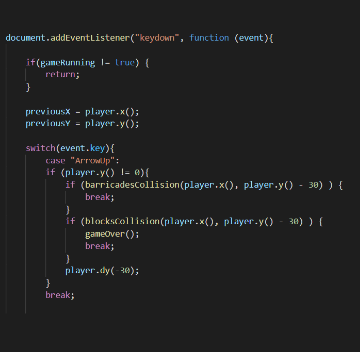 document.addEventListener("keydown", function (event){
if(gameRunning != true) {
return;
}
previousX = player.x();
previousY = player.y();
switch(event.key){
case "ArrowUp":
if (player.y() != 0){
if (barricadesCollision(player.x(), player.y() - 30) ) {
break;
}
if (blocksCollision(player.x(), player.y() - 30) ) {
gameOver();
break;
}
player.dy(-30);
}
break;